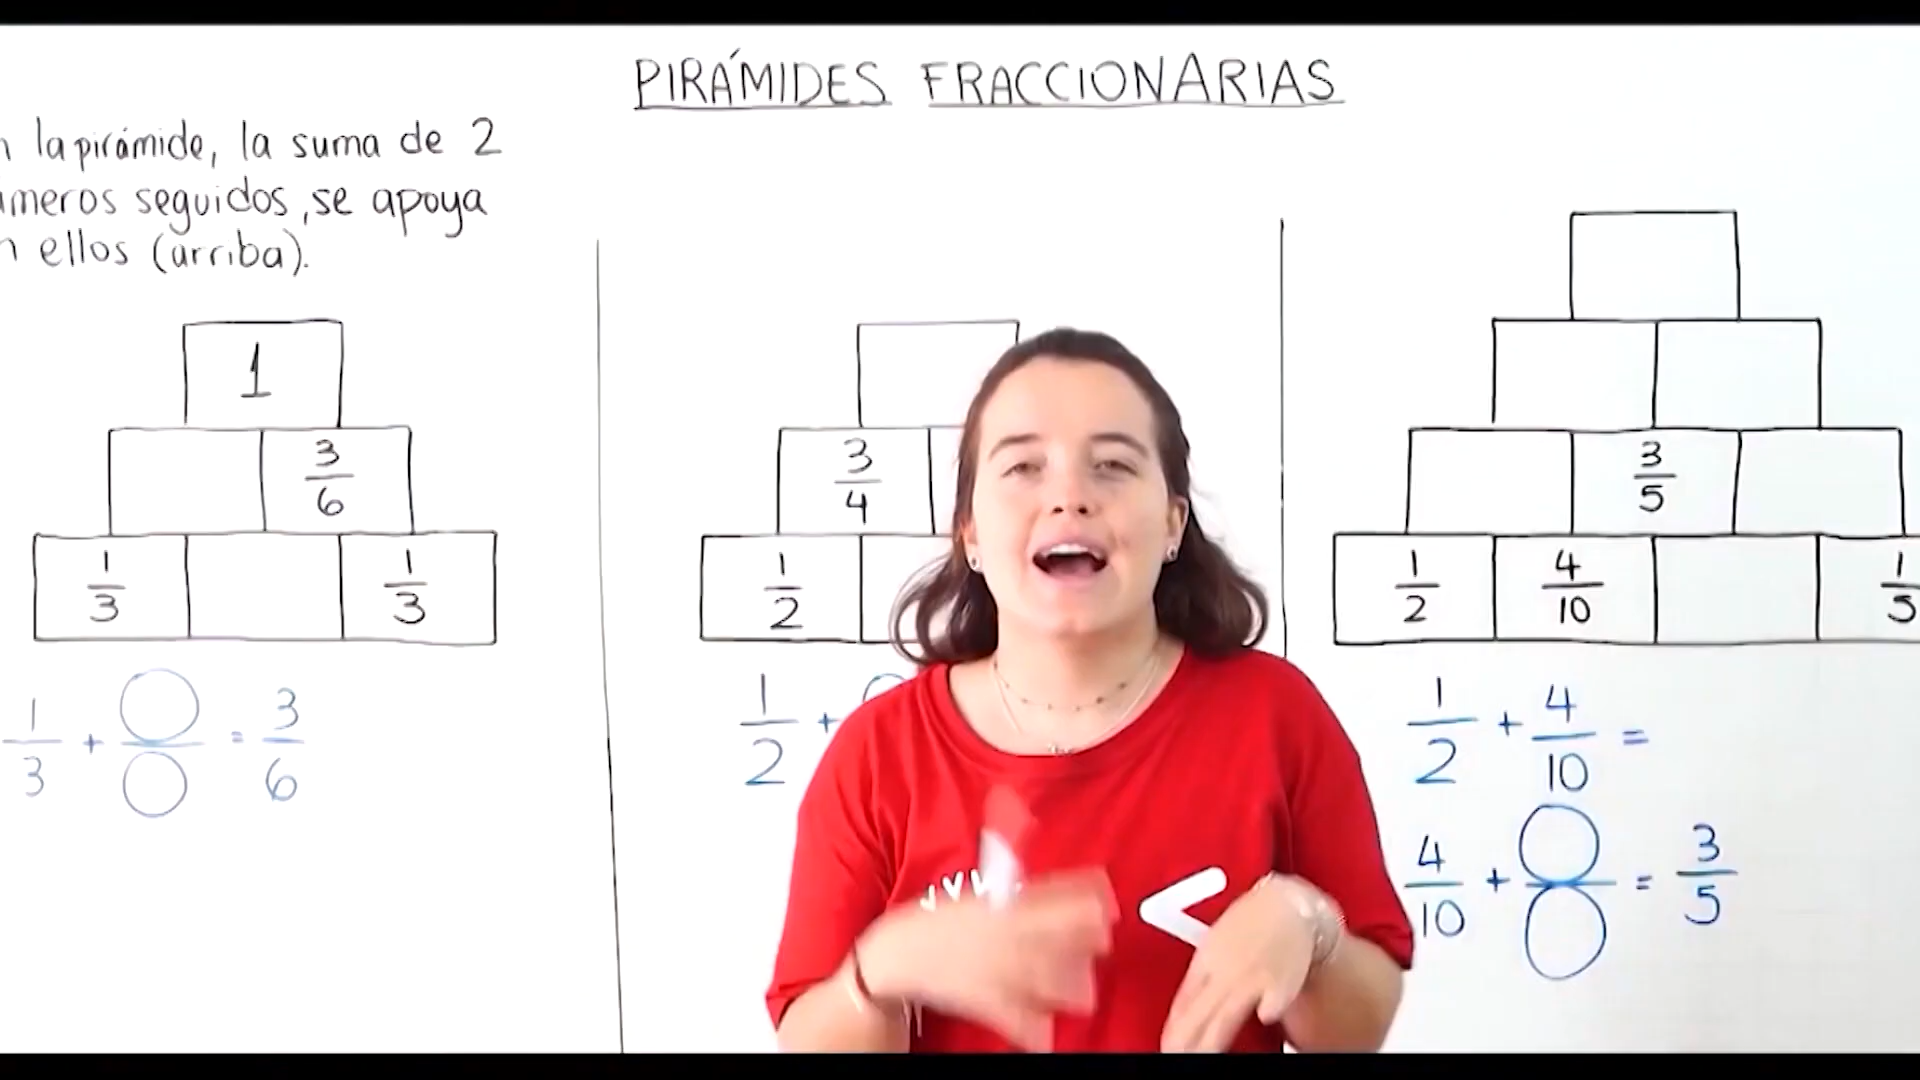 PIRÁMIDES FRACCIONARIAS
la pirámide, la suma de 2
seguidos, se apoya
ellos (arriba).
1
3/6
1/3 1/3
1/3 + = 3/6
3/4
1/2
1/2 +
3/5
1/2 4/10 1/5
1/2 + 4/10 =
4/10 + = 3/5
<